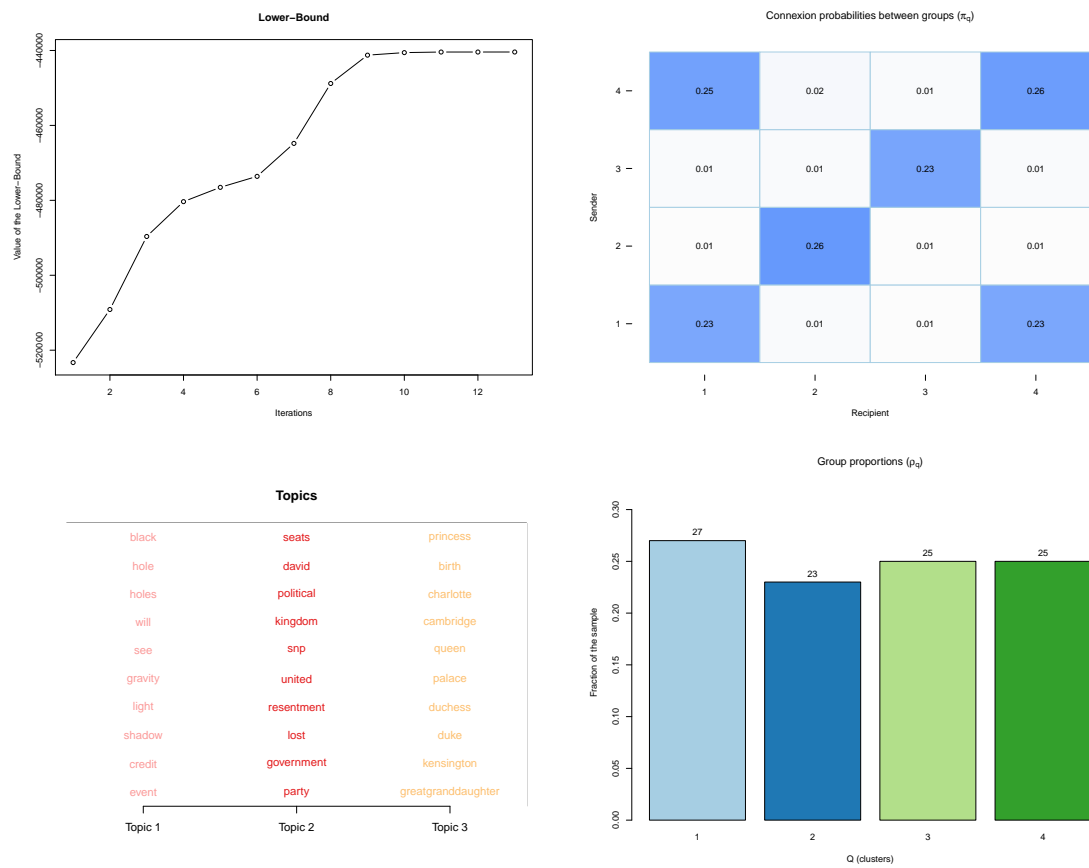 Lower−Bound
Value of the Lower−Bound
−440000
−460000
−480000
−500000
−520000
2 4 6 8 10 12
Iterations
Connexion probabilities between groups (πq)
Sender
4 0.25 0.02 0.01 0.26
3 0.01 0.01 0.23 0.01
2 0.01 0.26 0.01 0.01
1 0.23 0.01 0.01 0.23
1 2 3 4
Recipient
Topics
black seats princess
hole david birth
holes political charlotte
will kingdom cambridge
see snp queen
gravity united palace
light resentment duchess
shadow lost duke
credit government kensington
event party greatgranddaughter
Topic 1 Topic 2 Topic 3
Group proportions (ρq)
Fraction of the sample
0.30
0.25
0.20
0.15
0.10
0.05
0.00
27 23 25 25
1 2 3 4
Q (clusters)